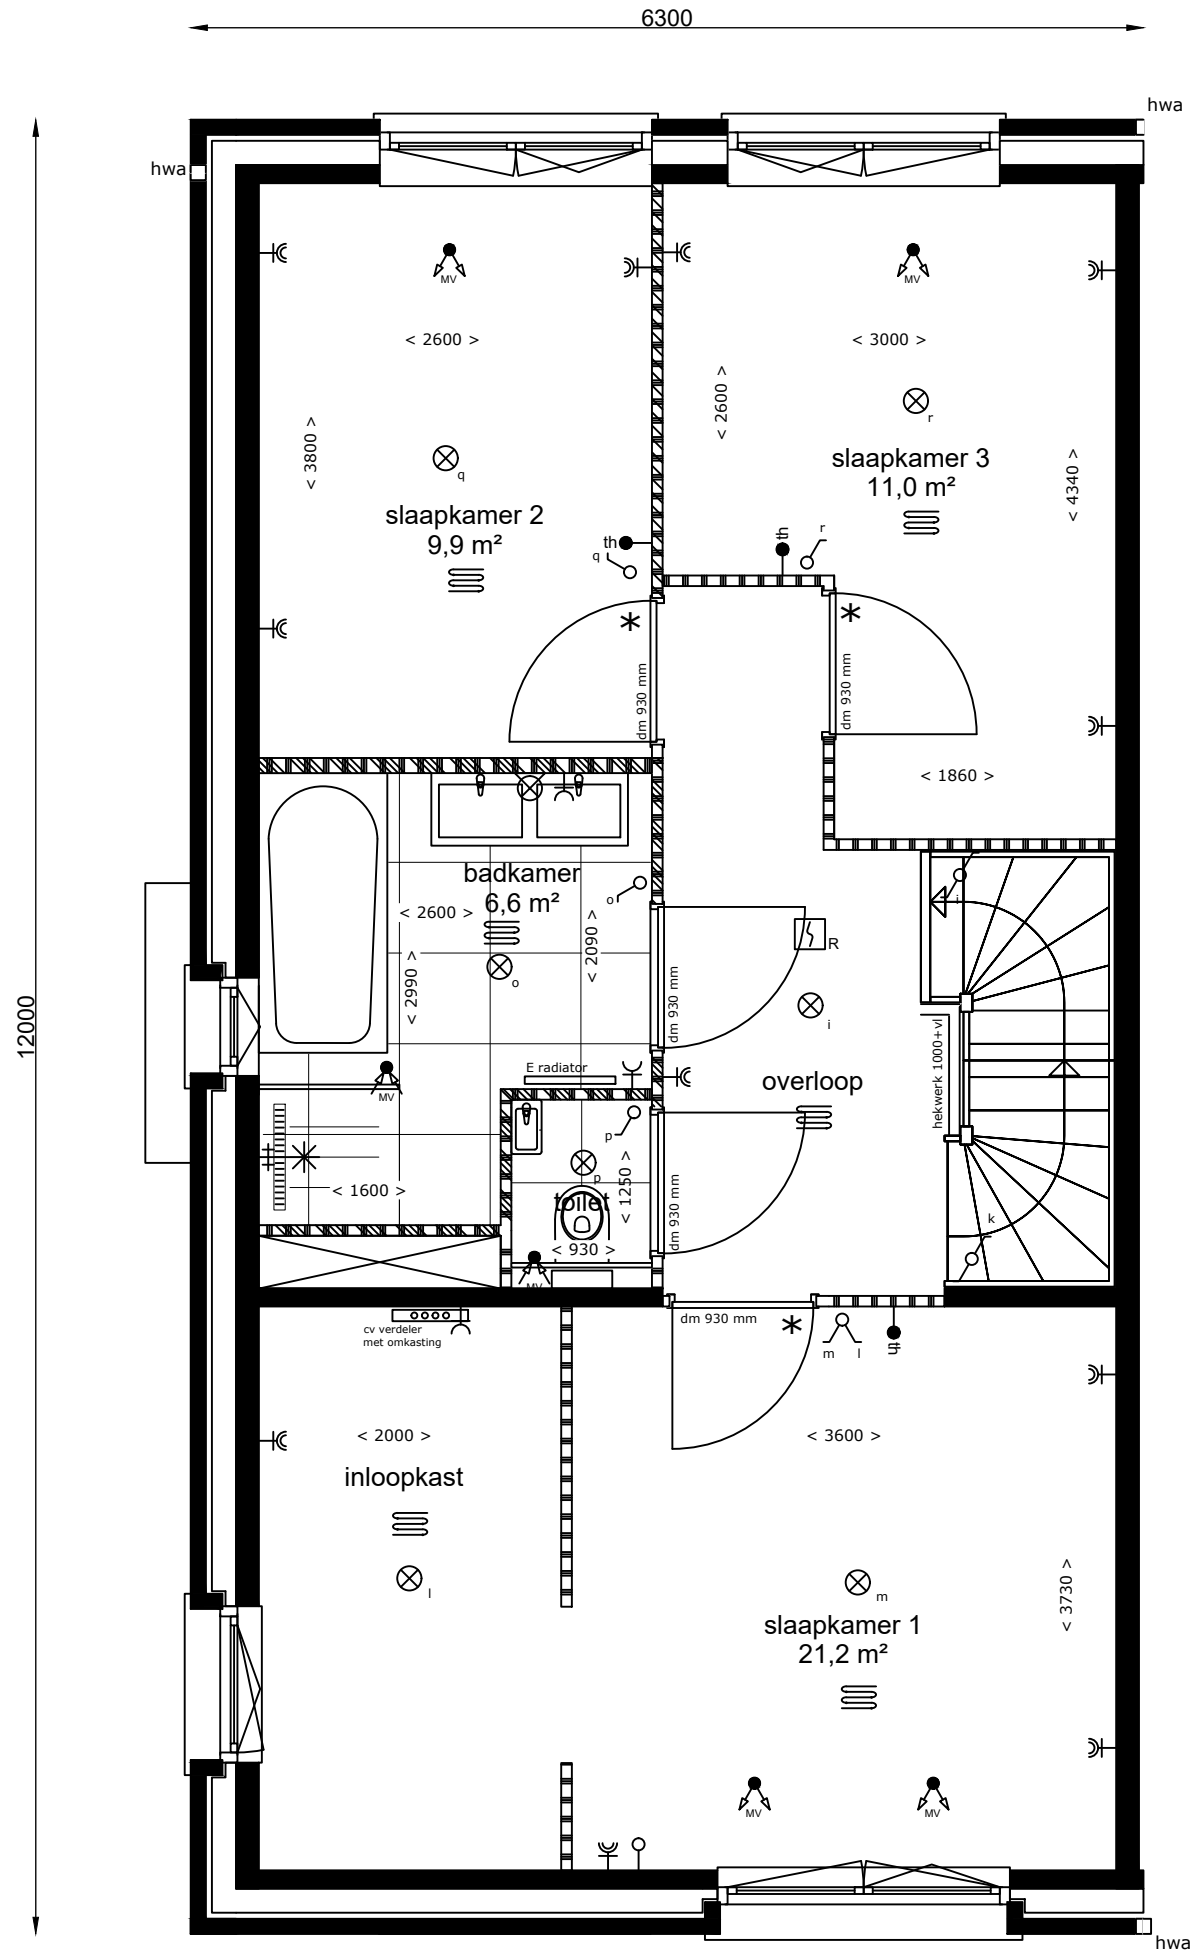 6300
hwa
hwa
MV
MV
< 2600 >
< 3000 >
< 2600 >
r
< 3800 >
slaapkamer 3
11,0 m²
< 4340 >
q
slaapkamer 2
9,9 m²
th
q
th
r
*
*
dm 930 mm
dm 930 mm
< 1860 >
badkamer
6,6 m²
o
i
< 2600 >
< 2090 >
R
o
< 2990 >
dm 930 mm
i
12000
hekwerk 1000+vl
E radiator
overloop
MV
p
p
< 1250 >
< 1600 >
toilet
dm 930 mm
k
< 930 >
MV
dm 930 mm
*
cv verdeler
met omkasting
m
l
th
< 2000 >
< 3600 >
inloopkast
l
m
< 3730 >
slaapkamer 1
21,2 m²
MV
MV
hwa